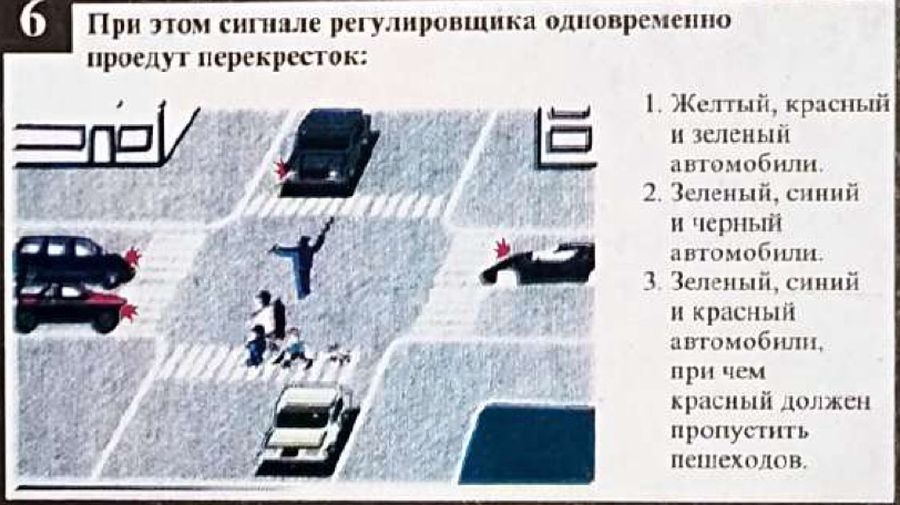 6
При этом сигнале регулировщика одновременно
проедут перекресток:
1. Желтый, красный
и зеленый
автомобили.
2. Зеленый, синий
и черный
автомобили.
3. Зеленый, синий
и красный
автомобили,
при чем
красный должен
пропустить
пешеходов.